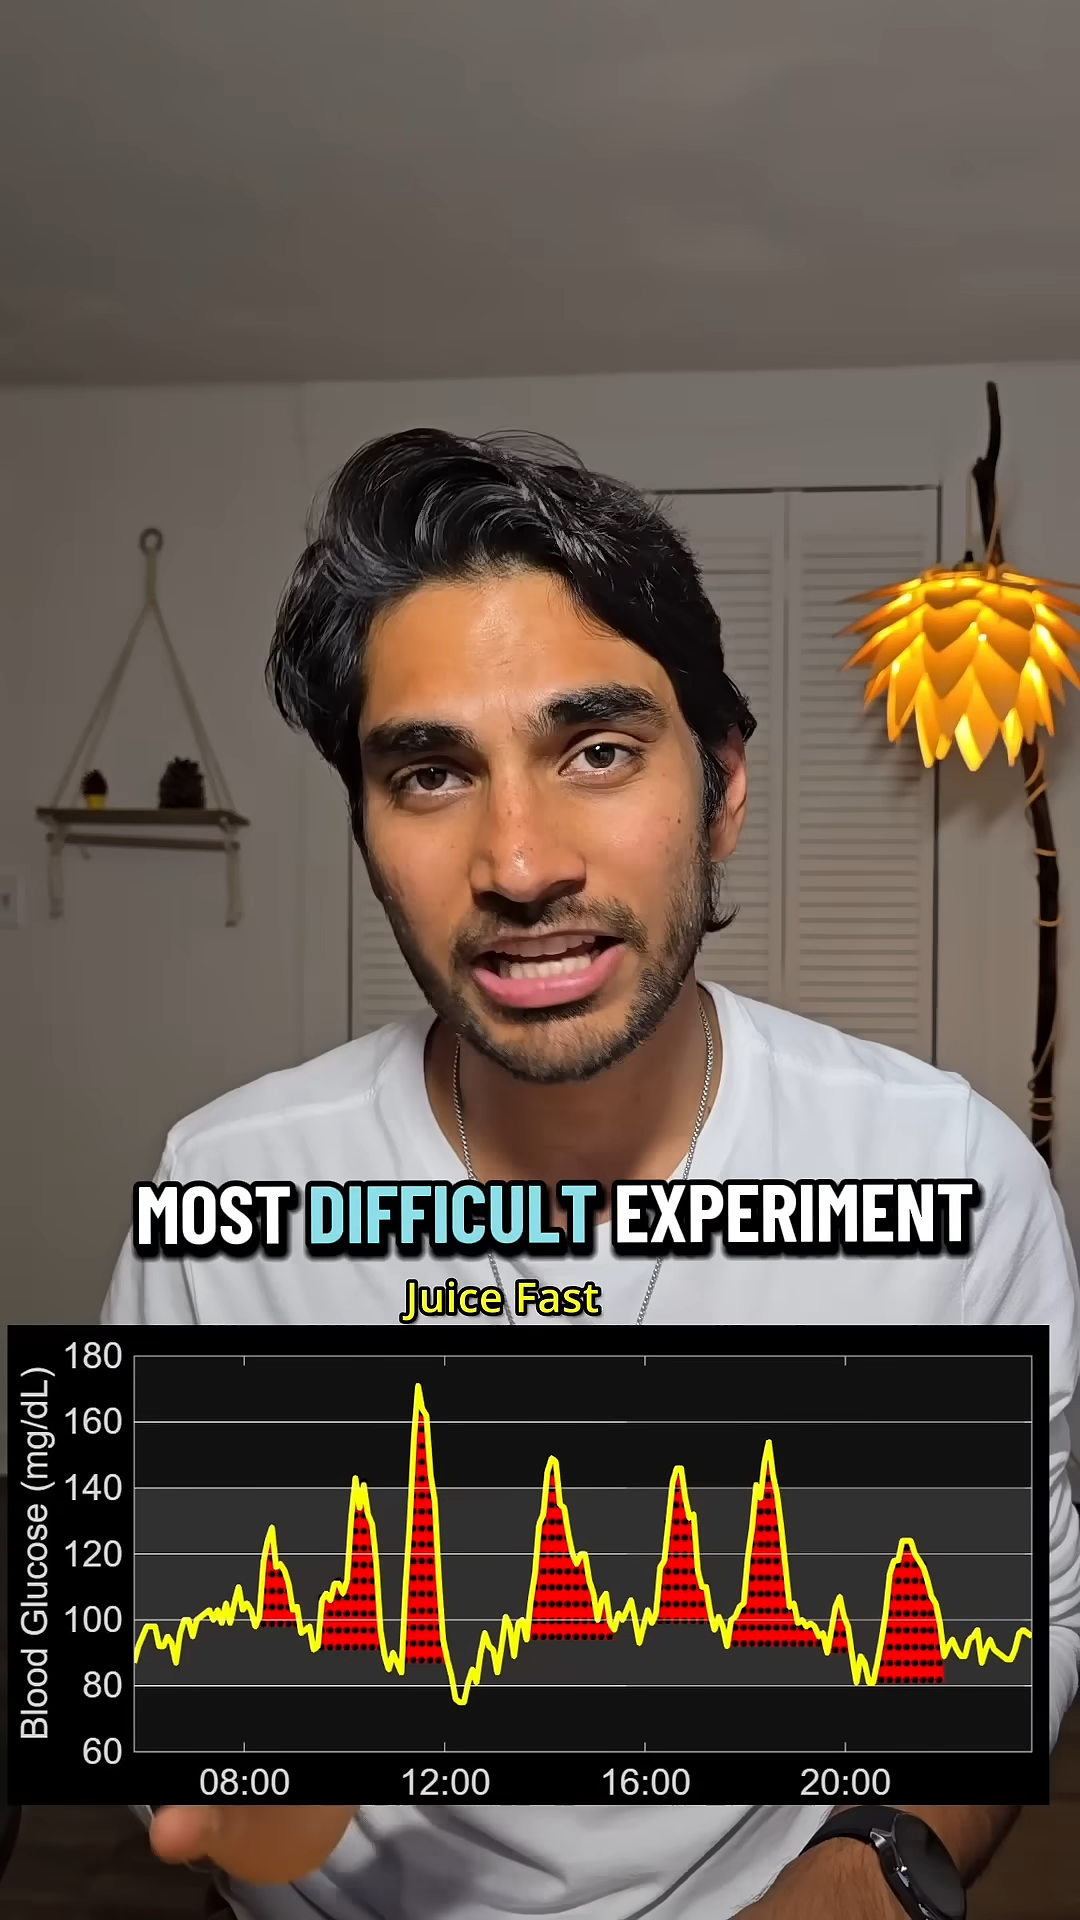 MOST DIFFICULT EXPERIMENT
Juice Fast
Blood Glucose (mg/dL)
180
160
140
120
100
80
60
08:00 12:00 16:00 20:00